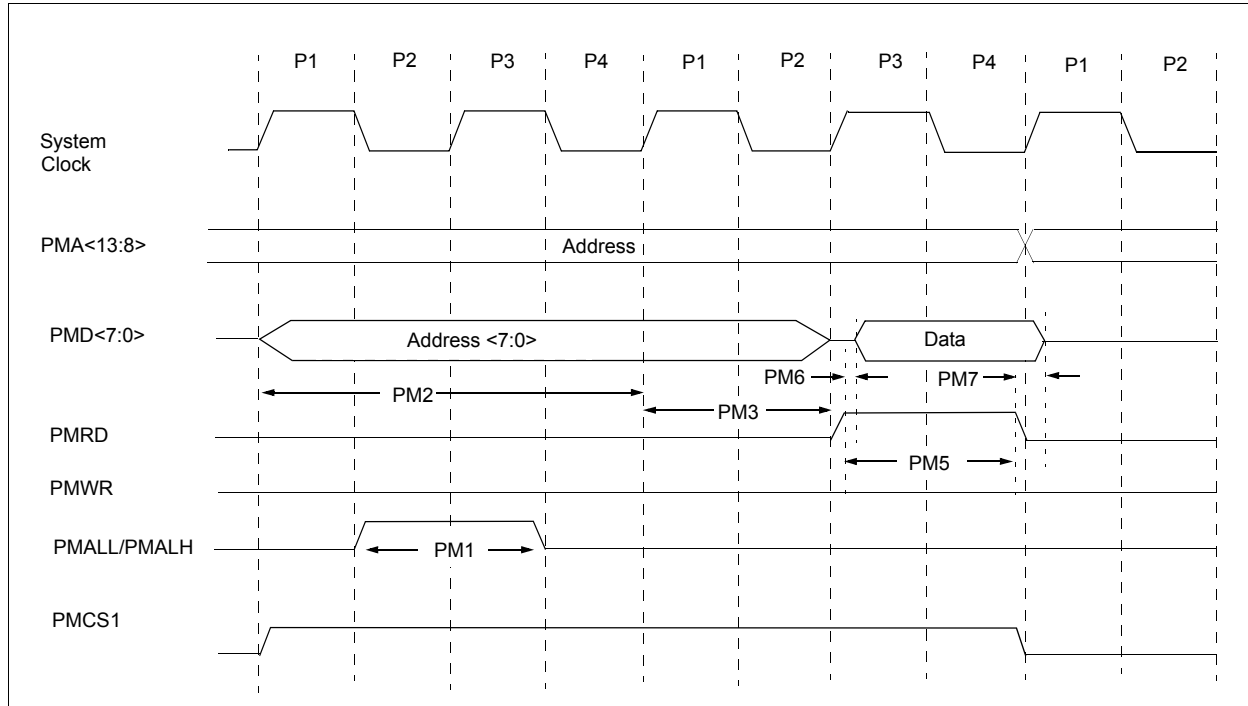 P1 P2 P3 P4 P1 P2 P3 P4 P1 P2
System
Clock
PMA<13:8>
Address
PMD<7:0>
Address <7:0>
Data
PM6
PM7
PM2
PM3
PMRD
PM5
PMWR
PMALL/PMALH
PM1
PMCS1